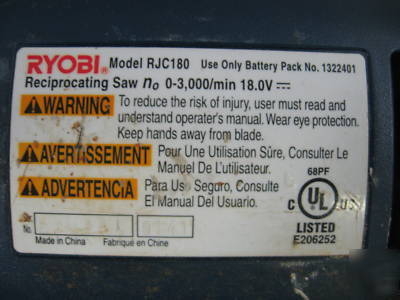 RYOBI Model RJC180 Use Only Battery Pack No. 1322401
Reciprocating Saw no 0-3,000/min 18.0V
WARNING To reduce the risk of injury, user must read and
understand operator's manual. Wear eye protection.
Keep hands away from blade.
AVERTISSEMENT Pour Une Utilisation Sûre, Consulter Le
Manuel De L'utilisateur.
ADVERTENCIA Para Us Seguro, Consulte
El Manual Del Usuario.
68PF
C UL US
LISTED
E206252
Made in China Fabriqué en Chine